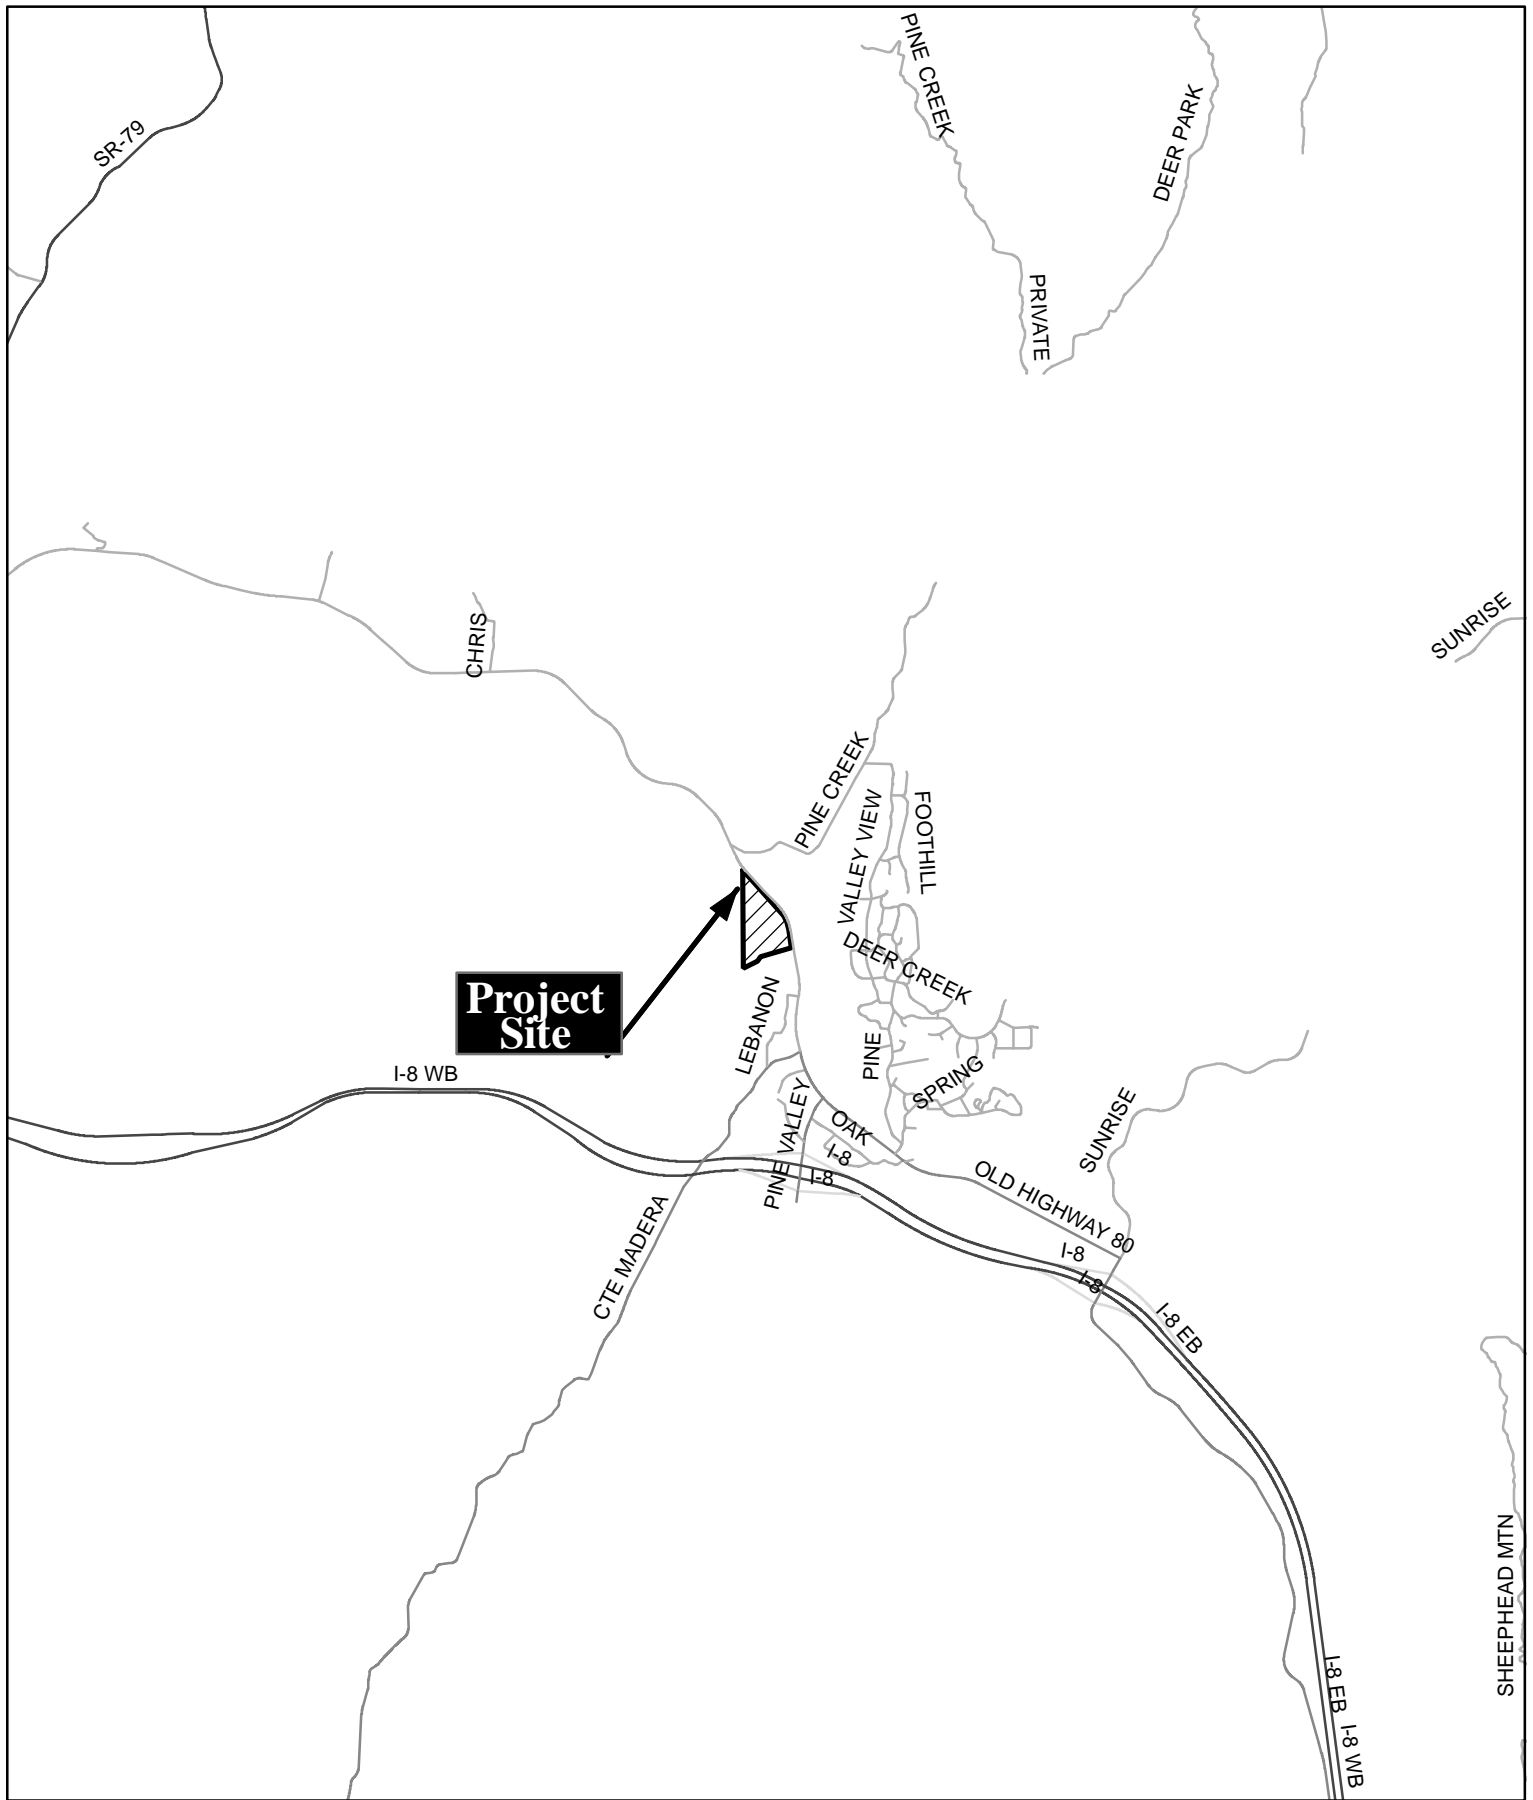 PINE CREEK
DEER PARK
SR-79
PRIVATE
CHRIS
SUNRISE
PINE CREEK
VALLEY VIEW
FOOTHILL
DEER CREEK
Project
Site
LEBANON
PINE
SPRING
I-8 WB
PINE VALLEY
OAK
SUNRISE
I-8
I-8
OLD HIGHWAY 80
CTE MADERA
I-8
I-8
I-8 EB
SHEEPHEAD MTN
I-8 EB
I-8 WB